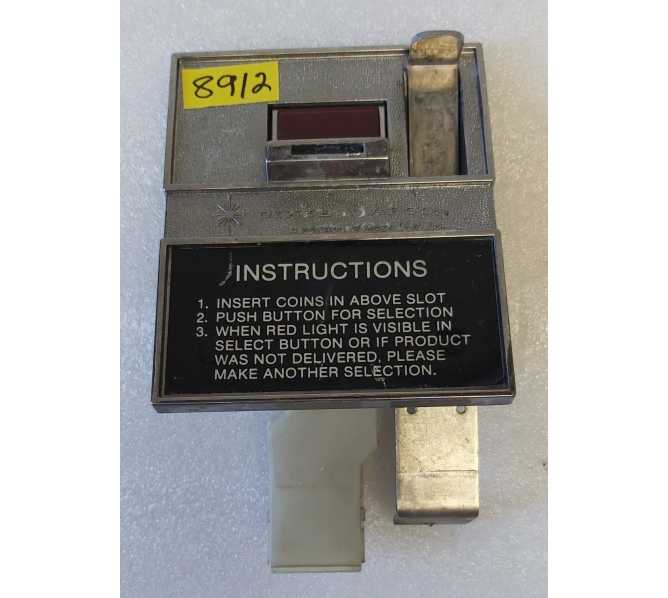 8912
INSTRUCTIONS
1. INSERT COINS IN ABOVE SLOT
2. PUSH BUTTON FOR SELECTION
3. WHEN RED LIGHT IS VISIBLE IN
SELECT BUTTON OR IF PRODUCT
WAS NOT DELIVERED, PLEASE
MAKE ANOTHER SELECTION.